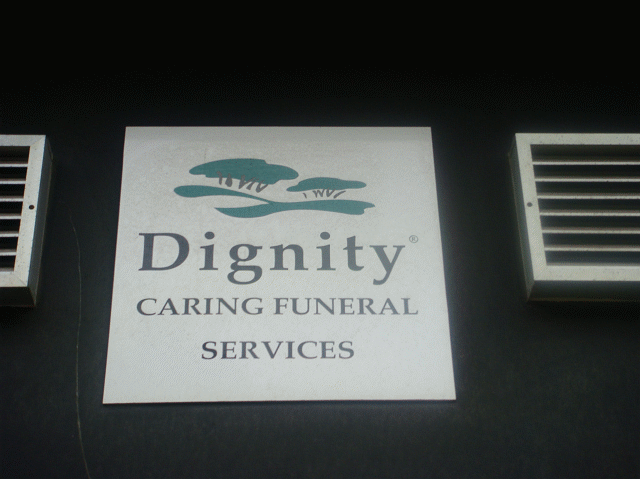 Dignity®
CARING FUNERAL
SERVICES